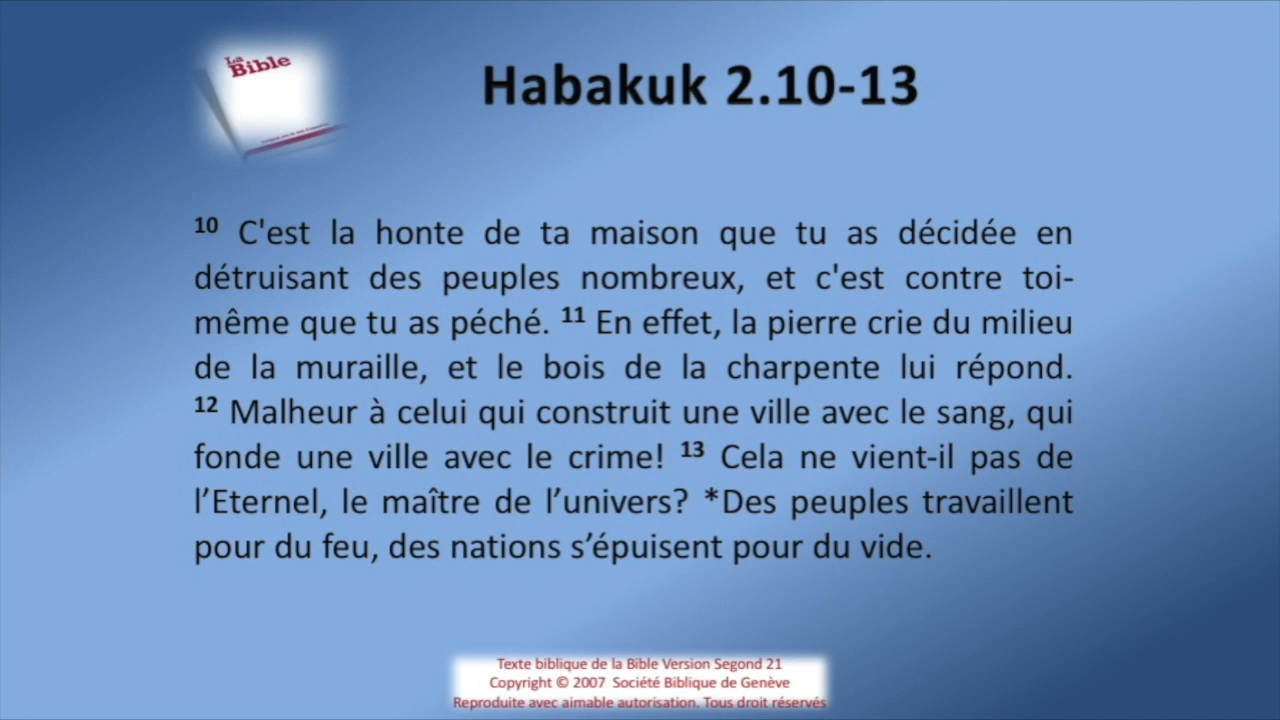 La
Bible
Habakuk 2.10-13
10 C'est la honte de ta maison que tu as décidée en
détruisant des peuples nombreux, et c'est contre toi-
même que tu as péché. 11 En effet, la pierre crie du milieu
de la muraille, et le bois de la charpente lui répond.
12 Malheur à celui qui construit une ville avec le sang, qui
fonde une ville avec le crime! 13 Cela ne vient-il pas de
l’Eternel, le maître de l’univers? *Des peuples travaillent
pour du feu, des nations s’épuisent pour du vide.
Texte biblique de la Bible Version Segond 21
Copyright © 2007 Société Biblique de Genève
Reproduite avec aimable autorisation. Tous droit réservés